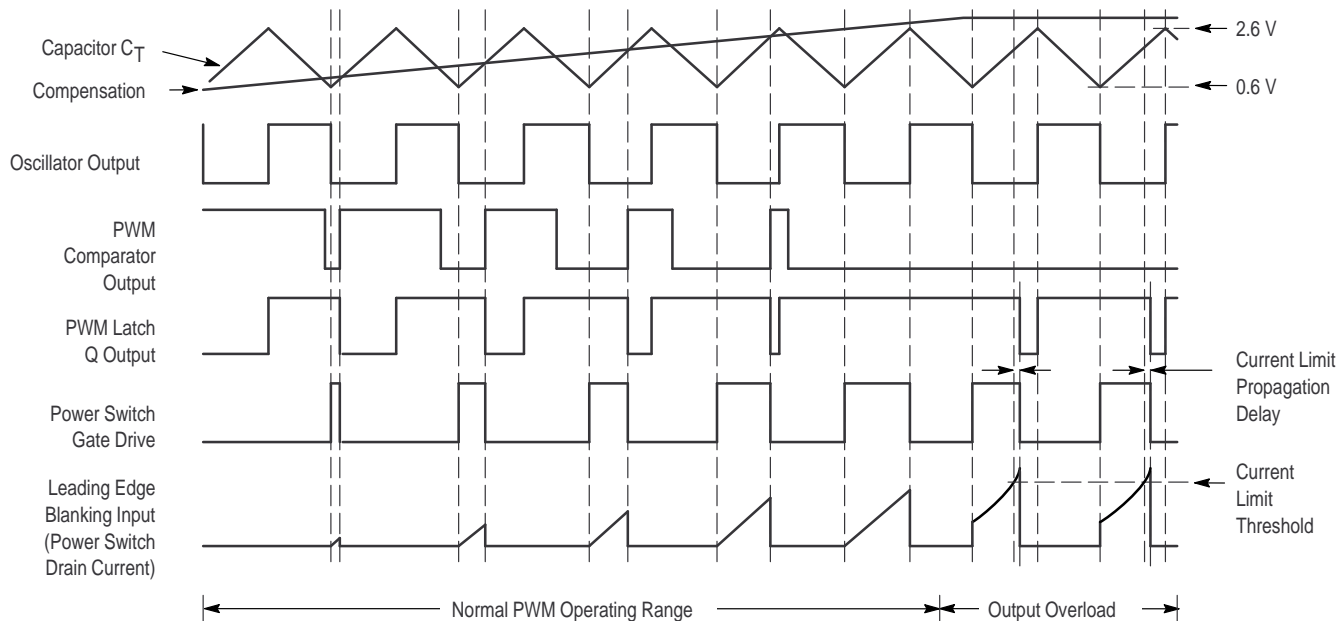 Capacitor CT
Compensation
2.6 V
0.6 V
Oscillator Output
PWM
Comparator
Output
PWM Latch
Q Output
Current Limit
Propagation
Delay
Power Switch
Gate Drive
Leading Edge
Blanking Input
(Power Switch
Drain Current)
Current
Limit
Threshold
Normal PWM Operating Range
Output Overload